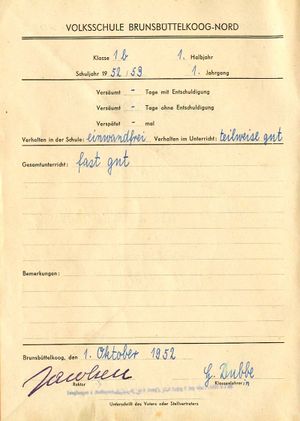 VOLKSSCHULE BRUNSBÜTTELKOOG-NORD
Klasse 1b 1. Halbjahr
Schuljahr 1952/53 1. Jahrgang
Versäumt - Tage mit Entschuldigung
Versäumt - Tage ohne Entschuldigung
Verspätet - mal
Verhalten in der Schule: einwandfrei Verhalten im Unterricht: teilweise gut
Gesamtunterricht: fast gut
Bemerkungen:
Brunsbüttelkoog, den 1. Oktober 1952
G. Dubbe
Rektor Klassenlehrer: in
Unterschrift des Vaters oder Stellvertreters